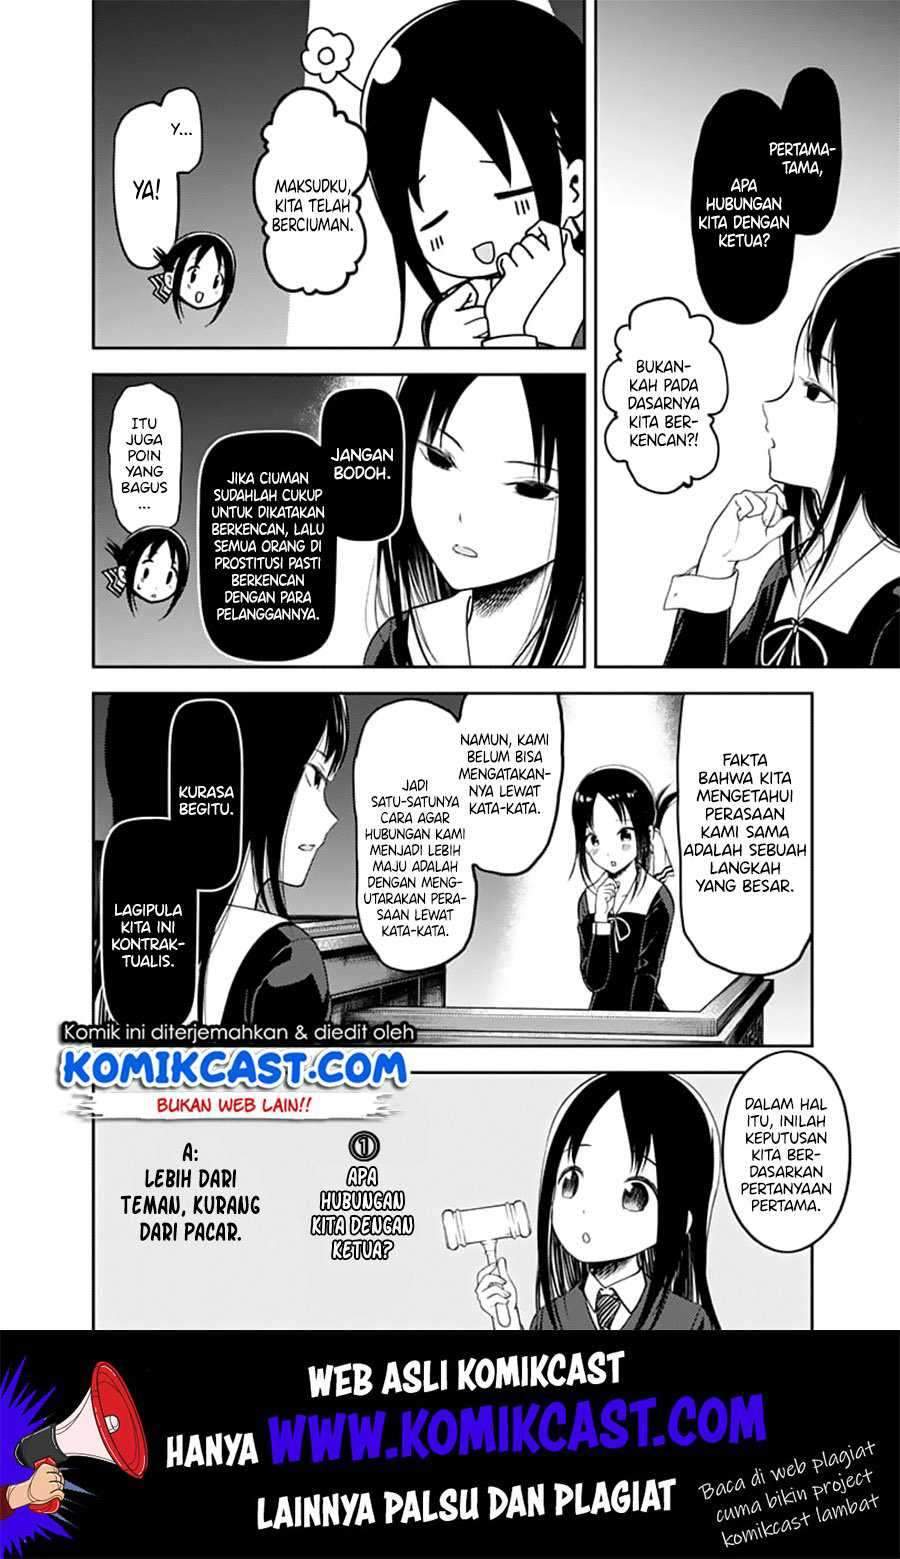 PERTAMA-
TAMA,
APA
HUBUNGAN
KITA DENGAN
KETUA?
BUKAN-
KAH PADA
DASARNYA
KITA BER-
KENCAN?!
MAKSUDKU,
KITA TELAH
BERCIUMAN.
Y...
YA!
JANGAN
BODOH.
JIKA CIUMAN
SUDAHLAH CUKUP
UNTUK DIKATAKAN
BERKENCAN, LALU
SEMUA ORANG DI
PROSTITUSI PASTI
BERKENCAN
DENGAN PARA
PELANGGANNYA.
ITU
JUGA
POIN
YANG
BAGUS
...
FAKTA
BAHWA KITA
MENGETAHUI
PERASAAN
KAMI SAMA
ADALAH SEBUAH
LANGKAH
YANG BESAR.
NAMUN, KAMI
BELUM BISA
MENGATAKAN-
NYA LEWAT
KATA-KATA.
JADI
SATU-SATUNYA
CARA AGAR
HUBUNGAN KAMI
MENJADI LEBIH
MAJU ADALAH
DENGAN MENG-
UTARAKAN PERA-
SAAN LEWAT
KATA-KATA.
KURASA
BEGITU.
LAGIPULA
KITA INI
KONTRAK-
TUALIS.
Komik ini diterjemahkan & diedit oleh
KOMIKCAST.COM
BUKAN WEB LAIN!!
DALAM HAL
ITU, INILAH
KEPUTUSAN
KITA BER-
DASARKAN
PERTANYAAN
PERTAMA.
①
APA
HUBUNGAN
KITA DENGAN
KETUA?
A:
LEBIH DARI
TEMAN, KURANG
DARI PACAR.
WEB ASLI KOMIKCAST
HANYA WWW.KOMIKCAST.COM
LAINNYA PALSU DAN PLAGIAT
Baca di web plagiat
cuma bikin project
komikcast lambat